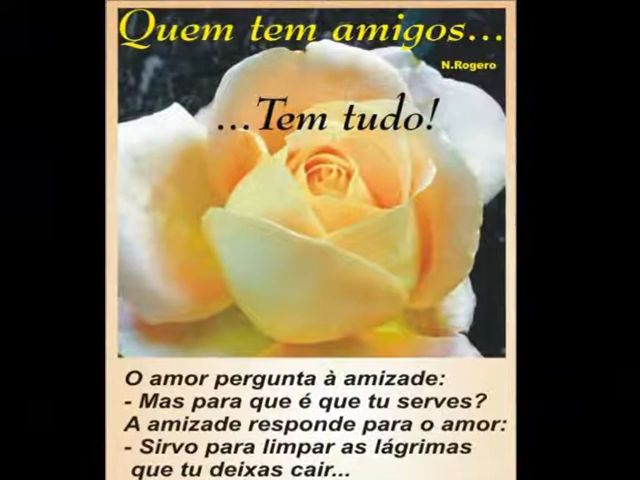 Quem tem amigos...
N.Rogero
...Tem tudo!
O amor pergunta à amizade:
- Mas para que é que tu serves?
A amizade responde para o amor:
- Sirvo para limpar as lágrimas
que tu deixas cair...